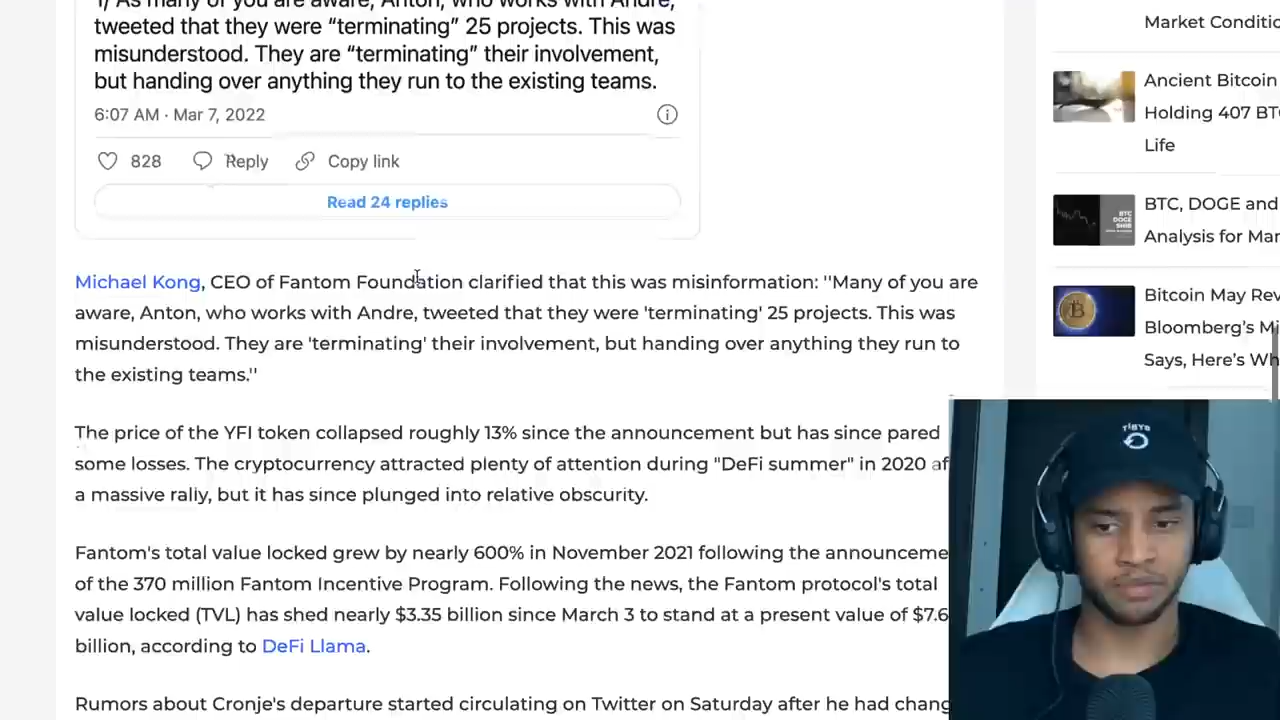 1/ As many of you are aware, Anton, who works with Andre,
tweeted that they were “terminating” 25 projects. This was
misunderstood. They are “terminating” their involvement,
but handing over anything they run to the existing teams.
6:07 AM · Mar 7, 2022
828 Reply Copy link
Read 24 replies
Michael Kong, CEO of Fantom Foundation clarified that this was misinformation: ''Many of you are
aware, Anton, who works with Andre, tweeted that they were 'terminating' 25 projects. This was
misunderstood. They are 'terminating' their involvement, but handing over anything they run to
the existing teams.''
The price of the YFI token collapsed roughly 13% since the announcement but has since pared
some losses. The cryptocurrency attracted plenty of attention during "DeFi summer" in 2020 af
a massive rally, but it has since plunged into relative obscurity.
Fantom's total value locked grew by nearly 600% in November 2021 following the announceme
of the 370 million Fantom Incentive Program. Following the news, the Fantom protocol's total
value locked (TVL) has shed nearly $3.35 billion since March 3 to stand at a present value of $7.6
billion, according to DeFi Llama.
Rumors about Cronje's departure started circulating on Twitter on Saturday after he had chang
Market Conditio
Ancient Bitcoin
Holding 407 BTC
Life
BTC, DOGE and
Analysis for Mar
BTC
DOGE
SHIB
Bitcoin May Rev
Bloomberg’s Mi
Says, Here’s Wh